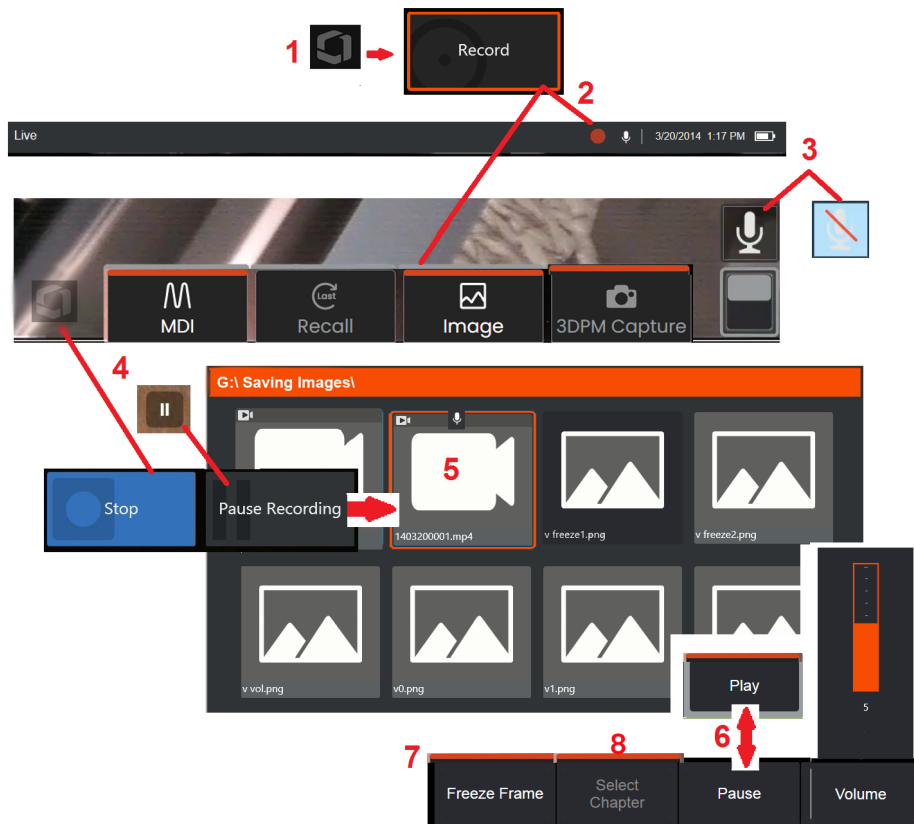 1
Record
2
Live
3/20/2014 1:17 PM
3
MDI
Last
Recall
Image
3DPM Capture
4
G:\ Saving Images\
5
Stop
Pause Recording
1403200001.mp4
v freeze1.png
v freeze2.png
v vol.png
v0.png
v1.png
Play
5
6
7
8
Freeze Frame
Select
Chapter
Pause
Volume